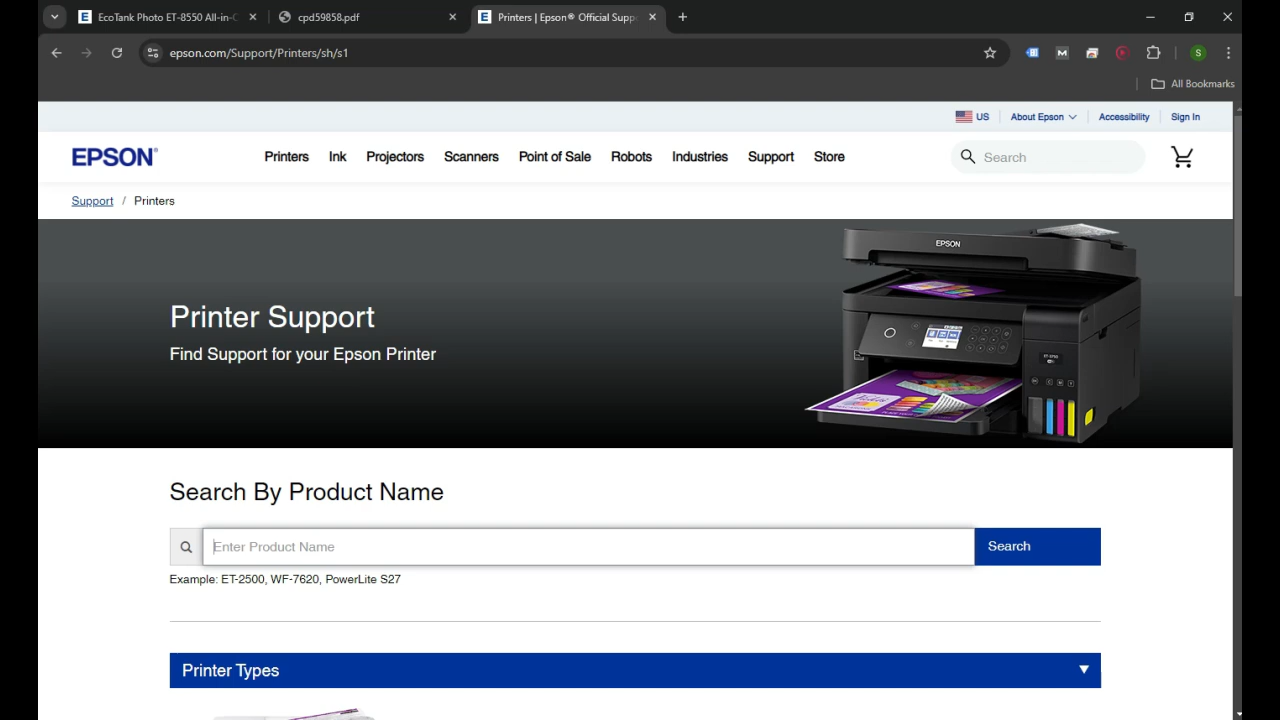 EcoTank Photo ET-8550 All-in-C
cpd59858.pdf
Printers | Epson® Official Suppo
epson.com/Support/Printers/sh/s1
S
All Bookmarks
US
About Epson
Accessibility
Sign In
EPSON®
Printers
Ink
Projectors
Scanners
Point of Sale
Robots
Industries
Support
Store
Search
Support / Printers
EPSON
Printer Support
Find Support for your Epson Printer
Search By Product Name
Enter Product Name
Search
Example: ET-2500, WF-7620, PowerLite S27
Printer Types